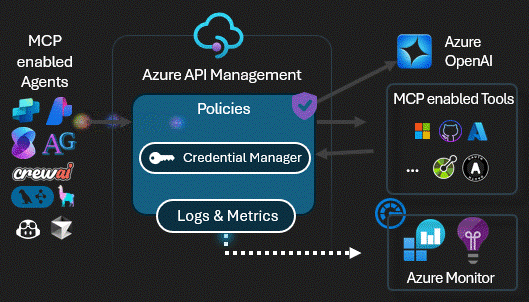 MCP
enabled
Agents
AG
crewai
Azure API Management
Policies
Credential Manager
Logs & Metrics
Azure
OpenAI
MCP enabled Tools
...
A
Azure Monitor